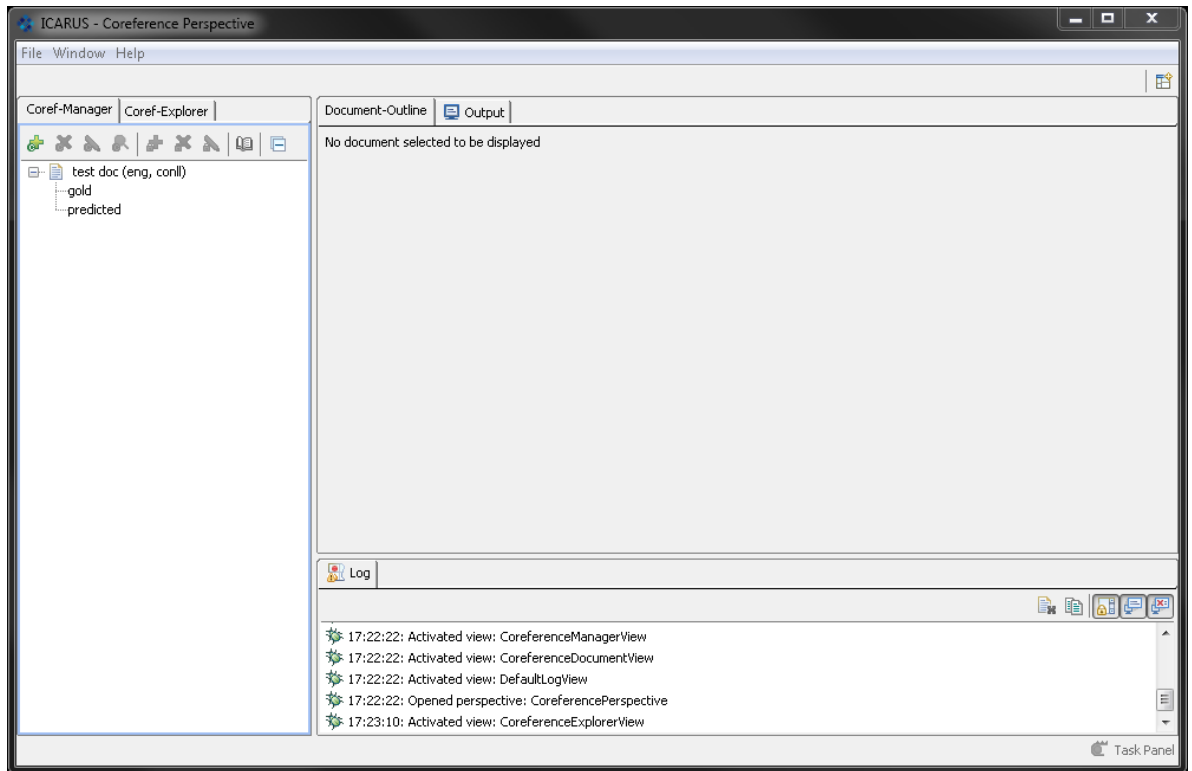 ICARUS - Coreference Perspective
File Window Help
Coref-Manager Coref-Explorer
test doc (eng, conll)
gold
predicted
Document-Outline Output
No document selected to be displayed
Log
17:22:22: Activated view: CoreferenceManagerView
17:22:22: Activated view: CoreferenceDocumentView
17:22:22: Activated view: DefaultLogView
17:22:22: Opened perspective: CoreferencePerspective
17:23:10: Activated view: CoreferenceExplorerView
Task Panel